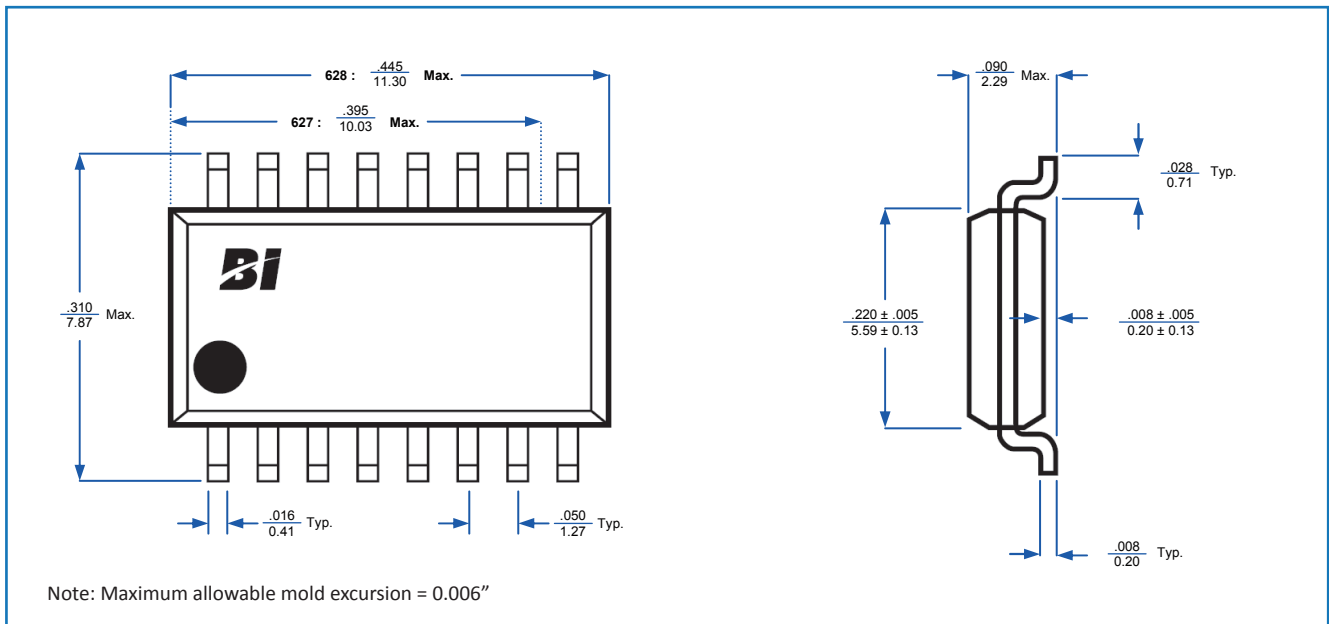 628 : .445 Max.
11.30
627 : .395 Max.
10.03
.310 Max.
7.87
BI
.016 Typ.
0.41
.050 Typ.
1.27
.090 Max.
2.29
.028 Typ.
0.71
.220 ± .005
5.59 ± 0.13
.008 ± .005
0.20 ± 0.13
.008 Typ.
0.20
Note: Maximum allowable mold excursion = 0.006”